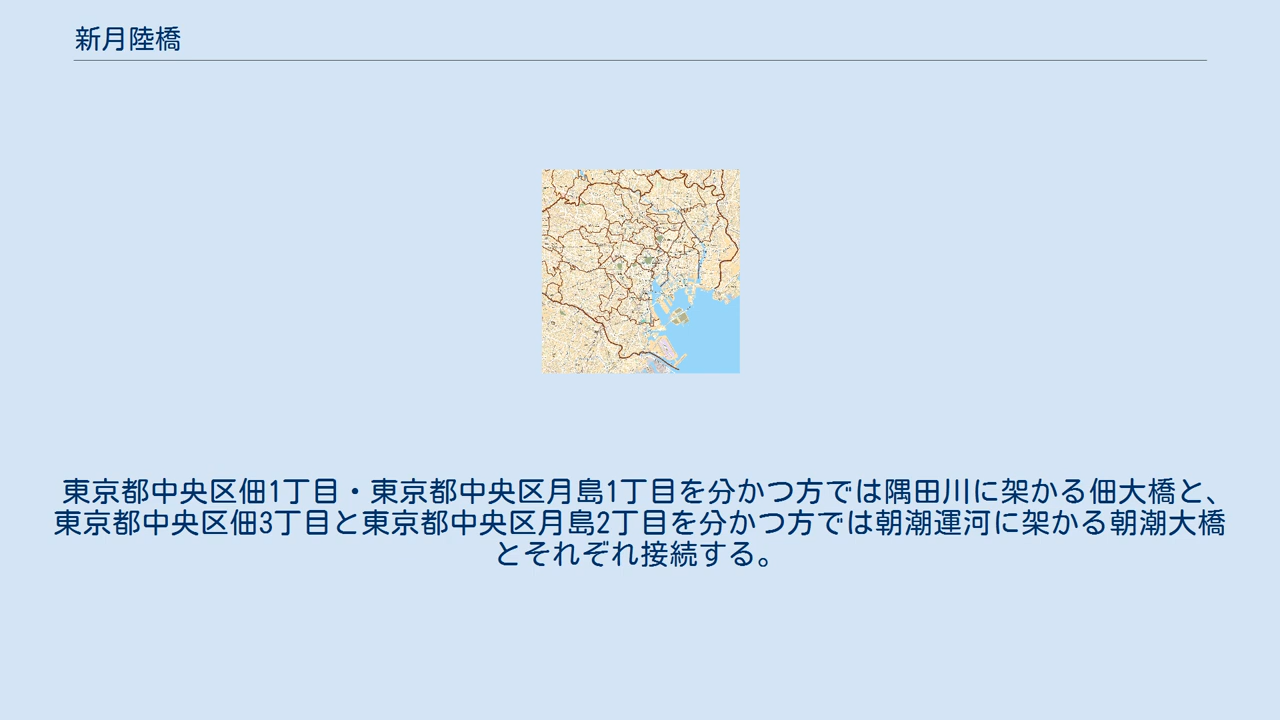 新月陸橋
東京都中央区佃1丁目・東京都中央区月島1丁目を分かつ方では隅田川に架かる佃大橋と、
東京都中央区佃3丁目と東京都中央区月島2丁目を分かつ方では朝潮運河に架かる朝潮大橋
とそれぞれ接続する。